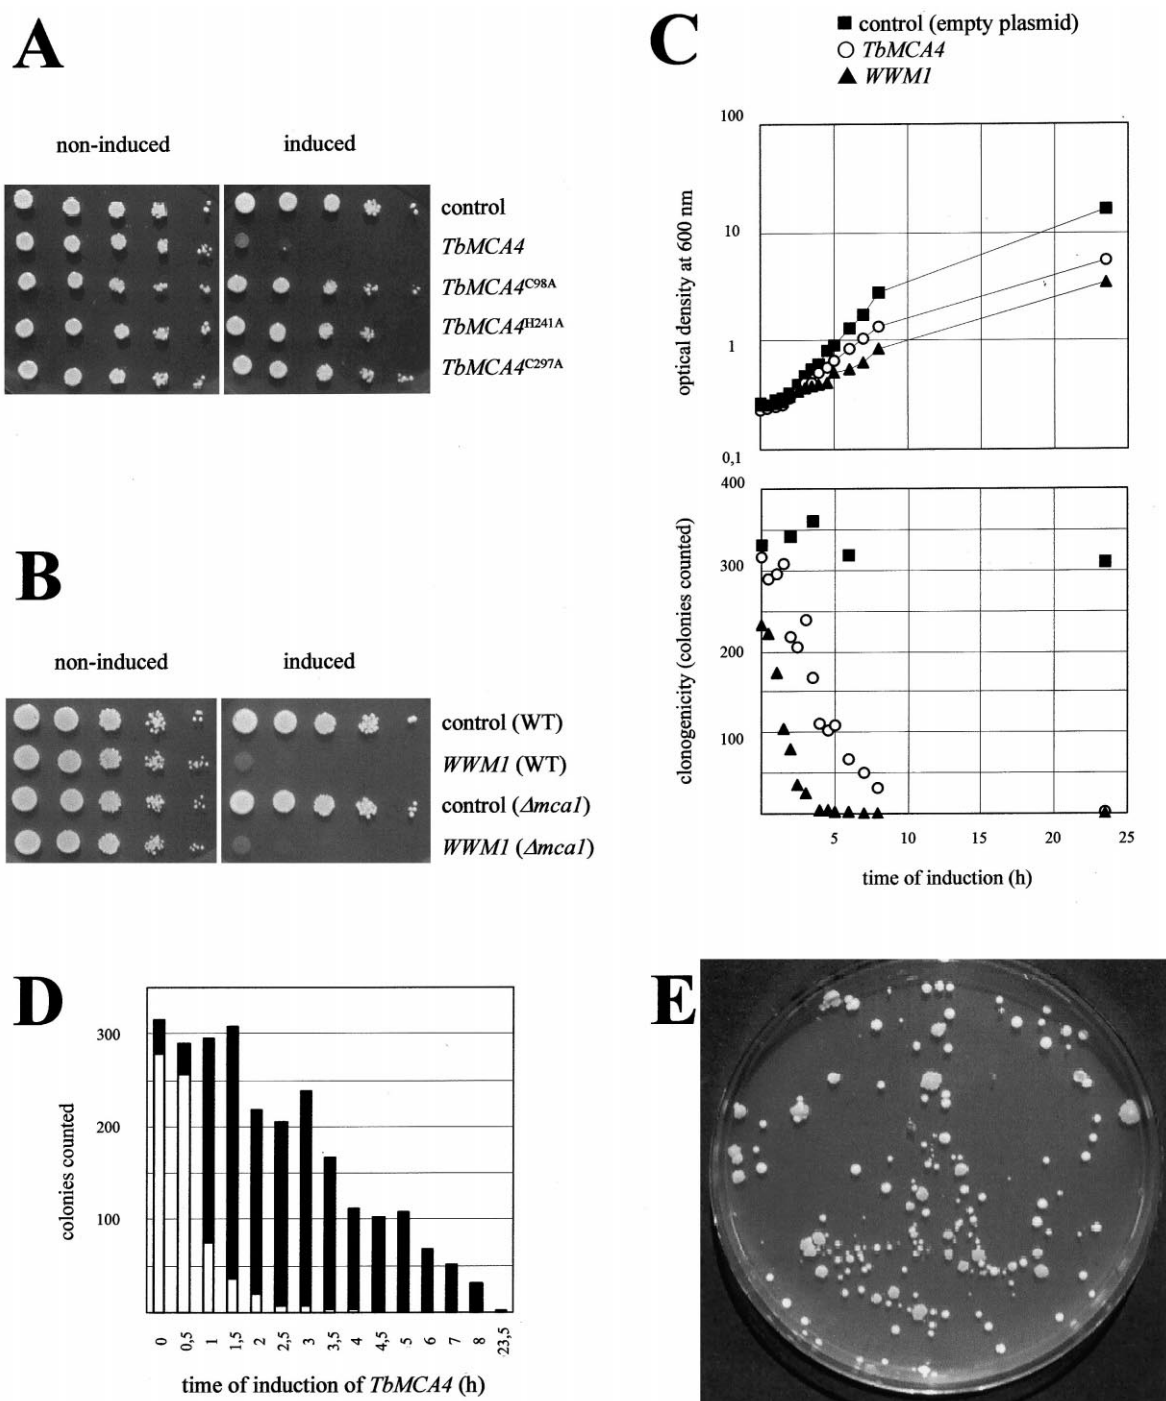 A
non-induced
induced
control
TbMCA4
TbMCA4C98A
TbMCA4H241A
TbMCA4C297A
B
non-induced
induced
control (WT)
WWM1 (WT)
control (Δmca1)
WWM1 (Δmca1)
C
control (empty plasmid)
TbMCA4
WWM1
optical density at 600 nm
100
10
1
0,1
clonogenicity (colonies counted)
400
300
200
100
5 10 15 20 25
time of induction (h)
D
colonies counted
300
200
100
0 0,5 1 1,5 2 2,5 3 3,5 4 4,5 5 6 7 8 23,5
time of induction of TbMCA4 (h)
E